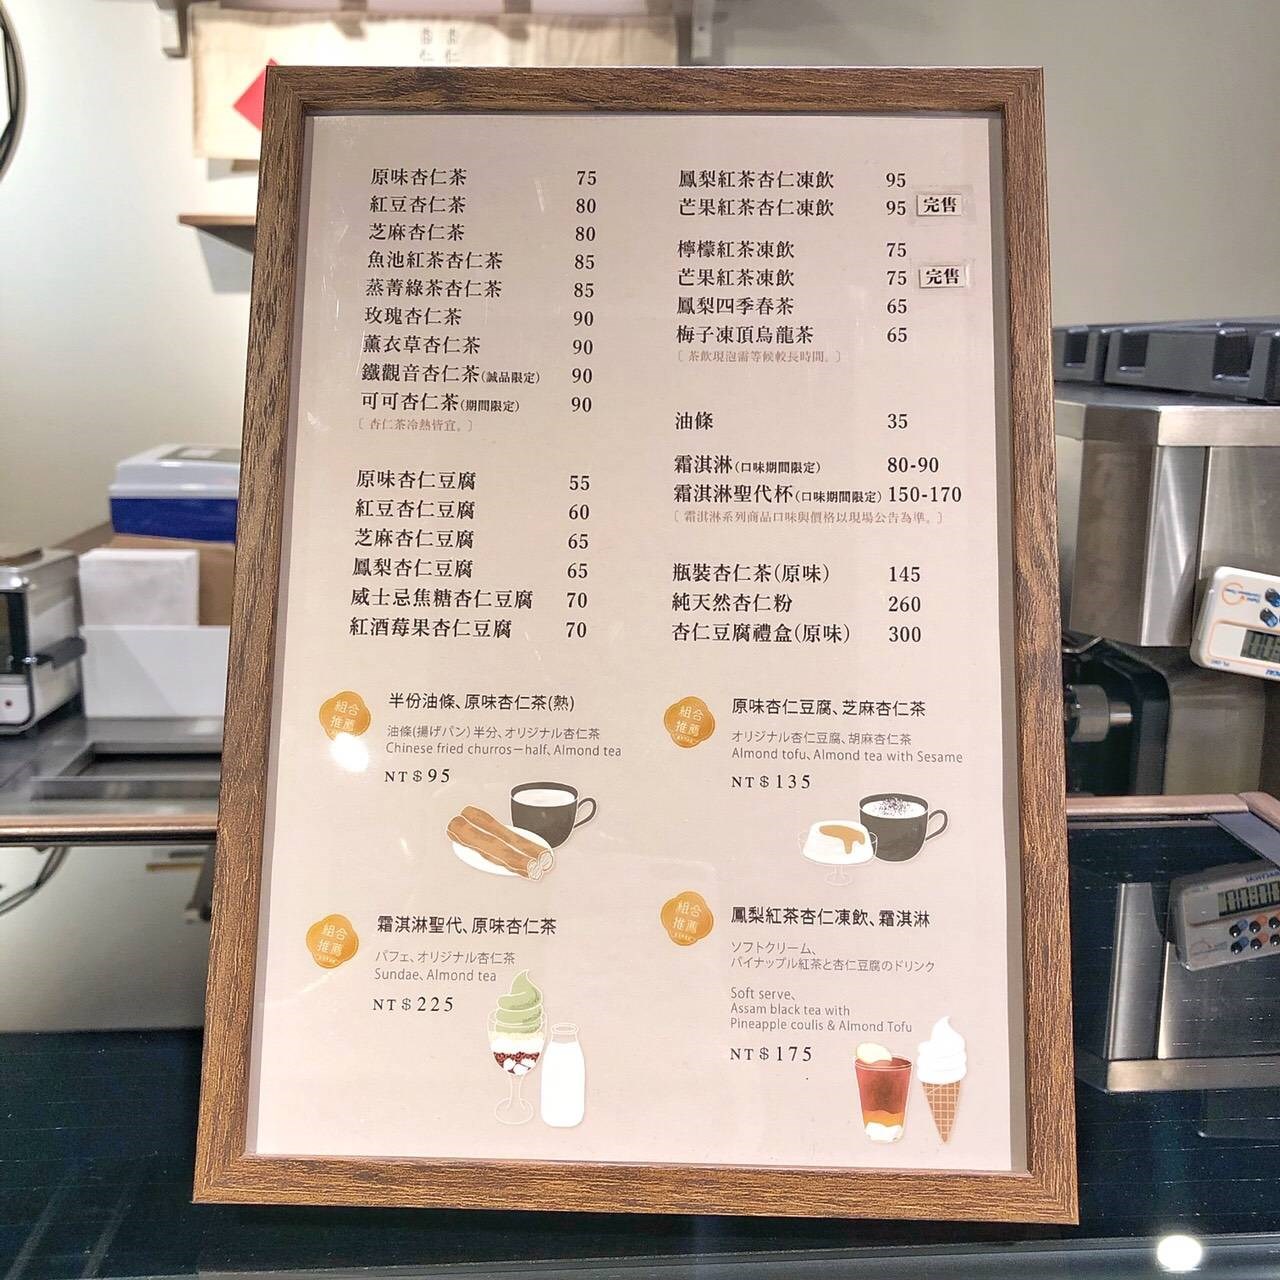 杏仁 杏仁
原味杏仁茶 75
紅豆杏仁茶 80
芝麻杏仁茶 80
魚池紅茶杏仁茶 85
蒸菁綠茶杏仁茶 85
玫瑰杏仁茶 90
薰衣草杏仁茶 90
鐵觀音杏仁茶(誠品限定) 90
可可杏仁茶(期間限定) 90
〔 杏仁茶冷熱皆宜。〕
原味杏仁豆腐 55
紅豆杏仁豆腐 60
芝麻杏仁豆腐 65
鳳梨杏仁豆腐 65
威士忌焦糖杏仁豆腐 70
紅酒莓果杏仁豆腐 70
鳳梨紅茶杏仁凍飲 95
芒果紅茶杏仁凍飲 95 完售
檸檬紅茶凍飲 75
芒果紅茶凍飲 75 完售
鳳梨四季春茶 65
梅子凍頂烏龍茶 65
〔 茶飲現泡需等候較長時間。〕
油條 35
霜淇淋(口味期間限定) 80-90
霜淇淋聖代杯(口味期間限定) 150-170
〔 霜淇淋系列商品口味與價格以現場公告為準。〕
瓶裝杏仁茶(原味) 145
純天然杏仁粉 260
杏仁豆腐禮盒(原味) 300
組合
推薦
半份油條、原味杏仁茶(熱)
油條(揚げパン)半分、オリジナル杏仁茶
Chinese fried churros－half、Almond tea
NT$95
組合
推薦
原味杏仁豆腐、芝麻杏仁茶
オリジナル杏仁豆腐、胡麻杏仁茶
Almond tofu、Almond tea with Sesame
NT$135
組合
推薦
霜淇淋聖代、原味杏仁茶
パフェ、オリジナル杏仁茶
Sundae、Almond tea
NT$225
組合
推薦
鳳梨紅茶杏仁凍飲、霜淇淋
ソフトクリーム、
パイナップル紅茶と杏仁豆腐のドリンク
Soft serve、
Assam black tea with
Pineapple coulis & Almond Tofu
NT$175